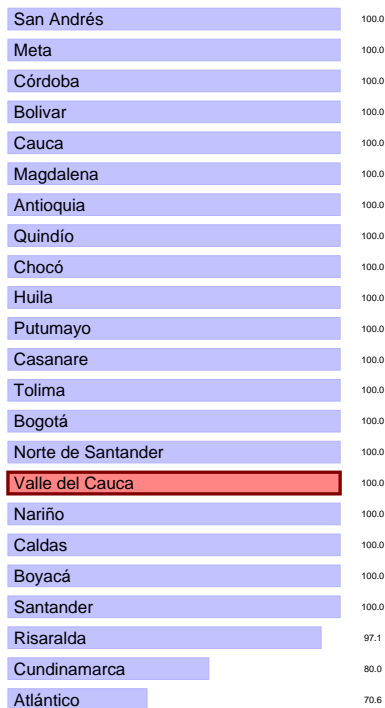 San Andrés 100.0
Meta 100.0
Córdoba 100.0
Bolivar 100.0
Cauca 100.0
Magdalena 100.0
Antioquia 100.0
Quindío 100.0
Chocó 100.0
Huila 100.0
Putumayo 100.0
Casanare 100.0
Tolima 100.0
Bogotá 100.0
Norte de Santander 100.0
Valle del Cauca 100.0
Nariño 100.0
Caldas 100.0
Boyacá 100.0
Santander 100.0
Risaralda 97.1
Cundinamarca 80.0
Atlántico 70.6